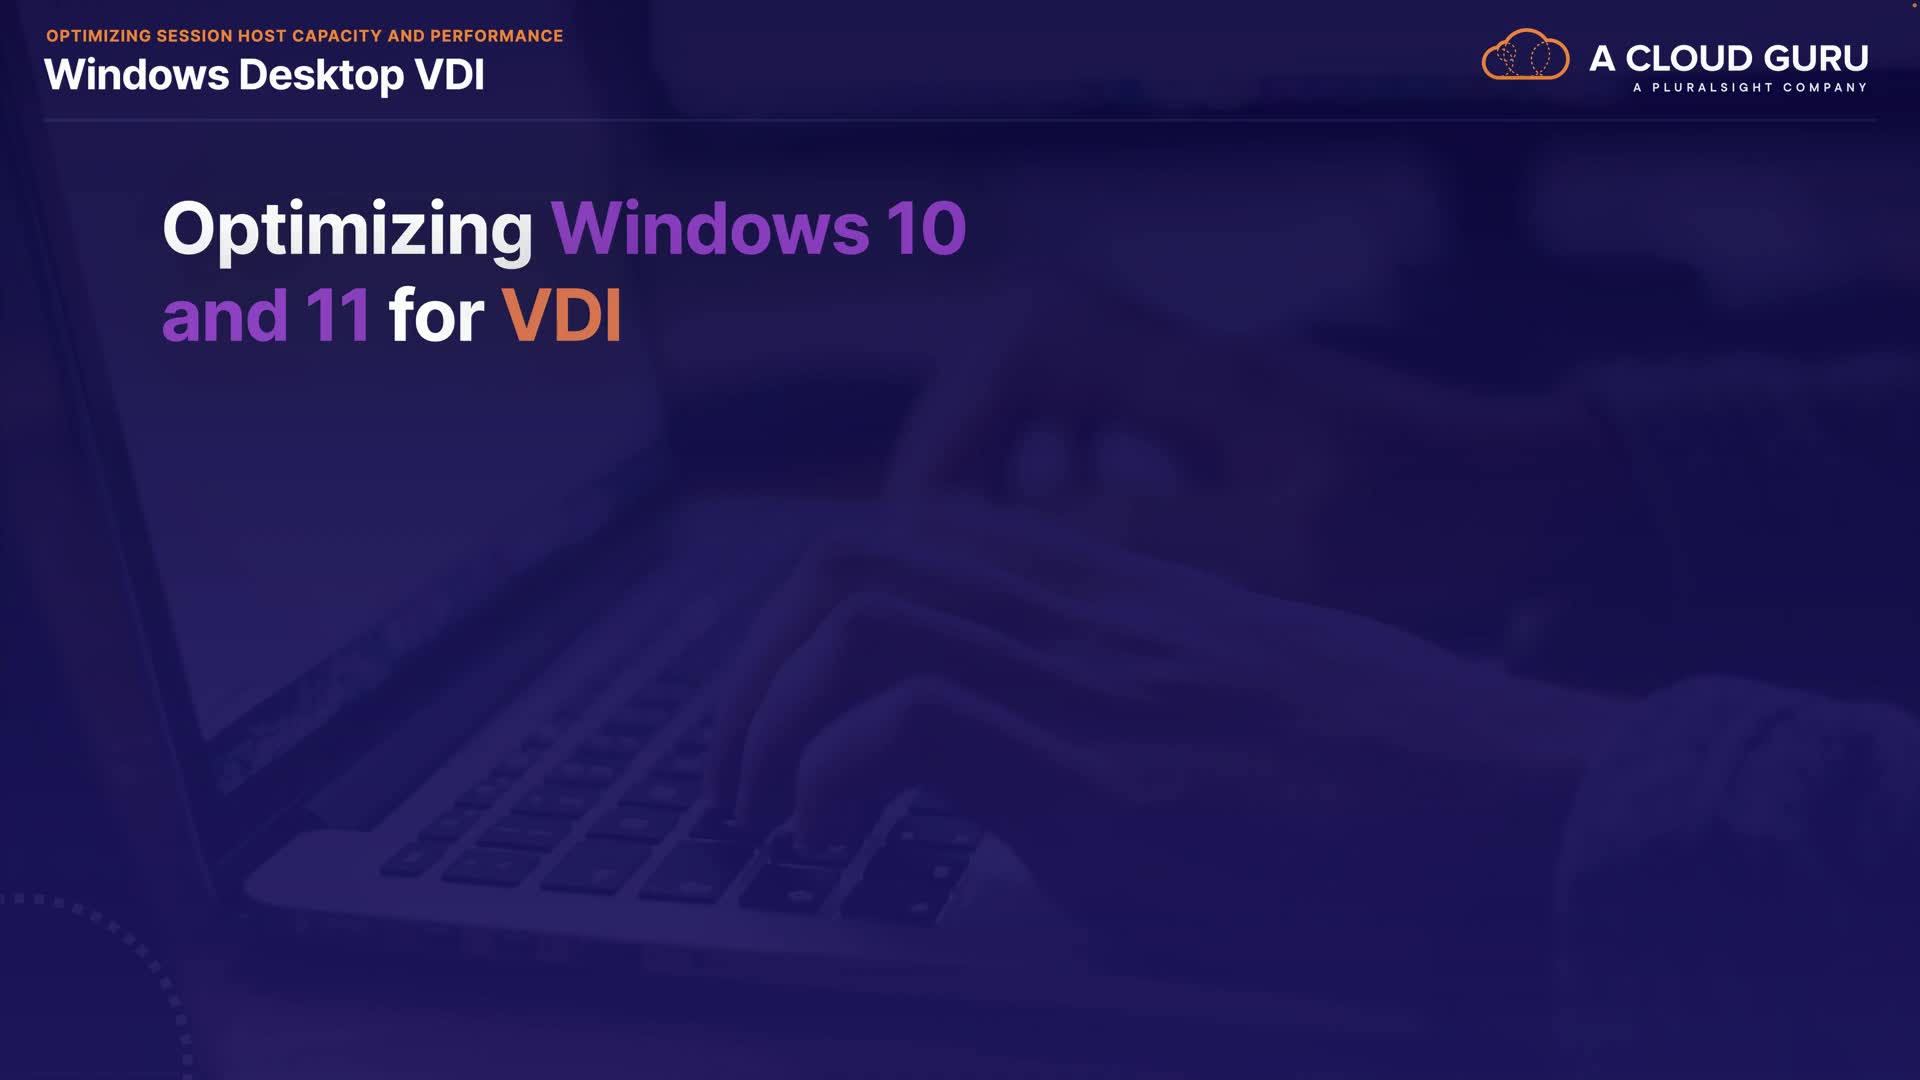 OPTIMIZING SESSION HOST CAPACITY AND PERFORMANCE
Windows Desktop VDI
A CLOUD GURU
A PLURALSIGHT COMPANY
Optimizing Windows 10
and 11 for VDI